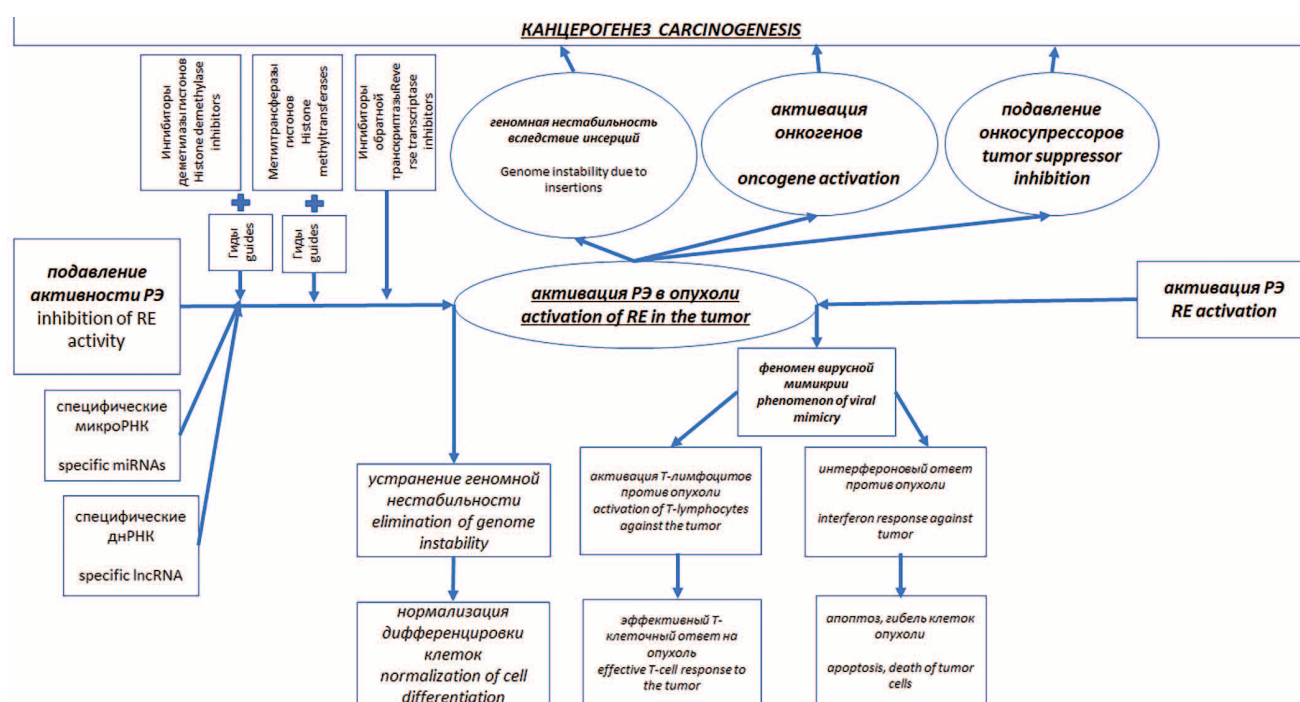 КАНЦЕРОГЕНЕЗ CARCINOGENESIS
Ингибиторы
деметилазы гистонов
Histone demethylase
inhibitors
Метилтрансферазы
гистонов
Histone
methyltransferases
Ингибиторы
обратной
транскриптазыReve
rse transcriptase
inhibitors
геномная нестабильность
вследствие инсерций
Genome instability due to
insertions
активация
онкогенов
oncogene activation
подавление
онкосупрессоров
tumor suppressor
inhibition
Гиды
guides
Гиды
guides
подавление
активности РЭ
inhibition of RE
activity
активация РЭ в опухоли
activation of RE in the tumor
активация РЭ
RE activation
феномен вирусной
мимикрии
phenomenon of viral
mimicry
специфические
микроРНК
specific miRNAs
специфические
днРНК
specific lncRNA
устранение геномной
нестабильности
elimination of genome
instability
активация Т-лимфоцитов
против опухоли
activation of T-lymphocytes
against the tumor
интерфероновый ответ
против опухоли
interferon response against
tumor
нормализация
дифференцировки
клеток
normalization of cell
differentiation
эффективный Т-
клеточный ответ на
опухоль
effective T-cell response to
the tumor
апоптоз, гибель клеток
опухоли
apoptosis, death of tumor
cells